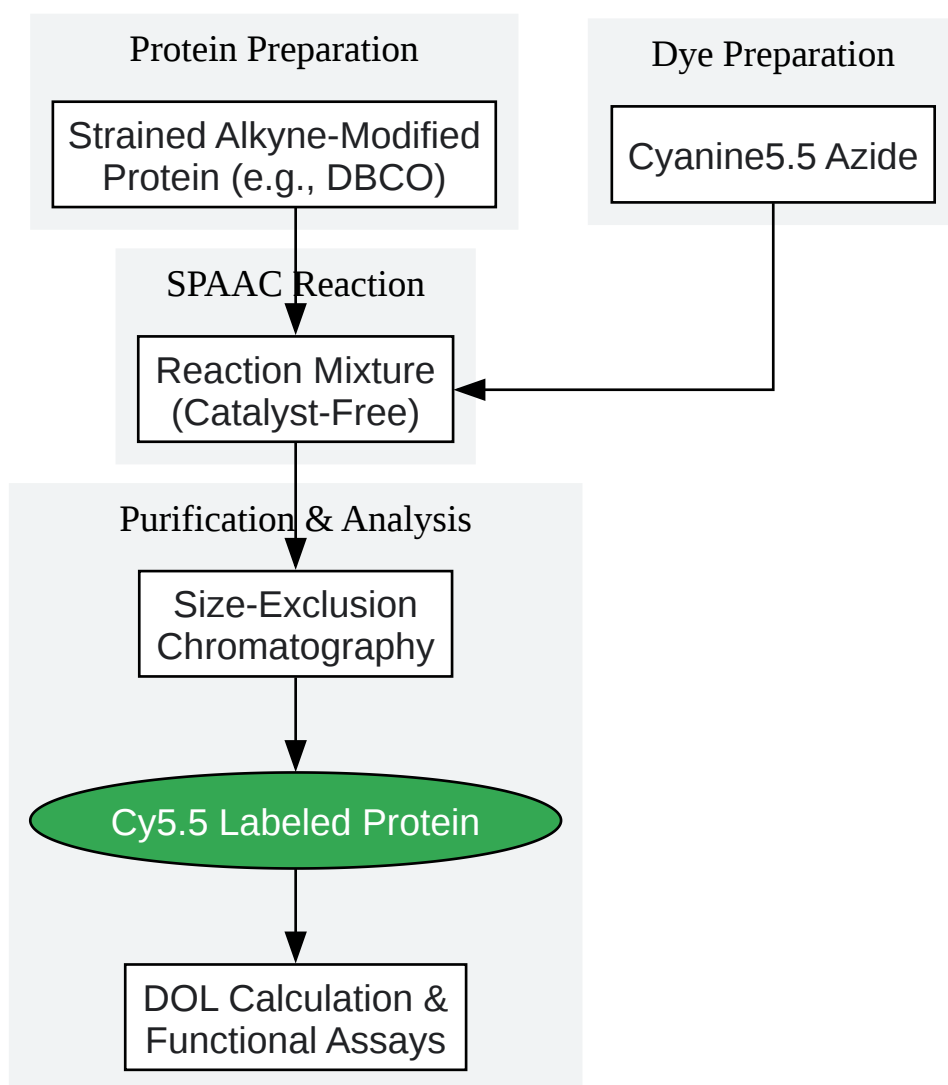 Protein Preparation
Strained Alkyne-Modified
Protein (e.g., DBCO)
Dye Preparation
Cyanine5.5 Azide
SPAAC Reaction
Reaction Mixture
(Catalyst-Free)
Purification & Analysis
Size-Exclusion
Chromatography
Cy5.5 Labeled Protein
DOL Calculation &
Functional Assays